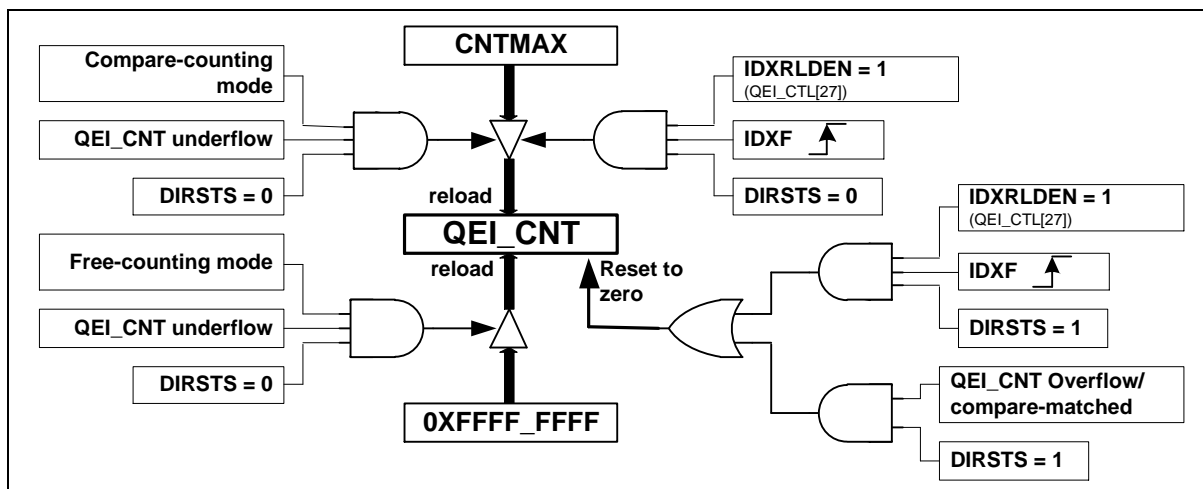 CNTMAX
Compare-counting
mode
QEI_CNT underflow
DIRSTS = 0
IDXRLDEN = 1
(QEI_CTL[27])
IDXF
DIRSTS = 0
reload
QEI_CNT
reload
Reset to
zero
Free-counting mode
QEI_CNT underflow
DIRSTS = 0
0XFFFF_FFFF
IDXRLDEN = 1
(QEI_CTL[27])
IDXF
DIRSTS = 1
QEI_CNT Overflow/
compare-matched
DIRSTS = 1